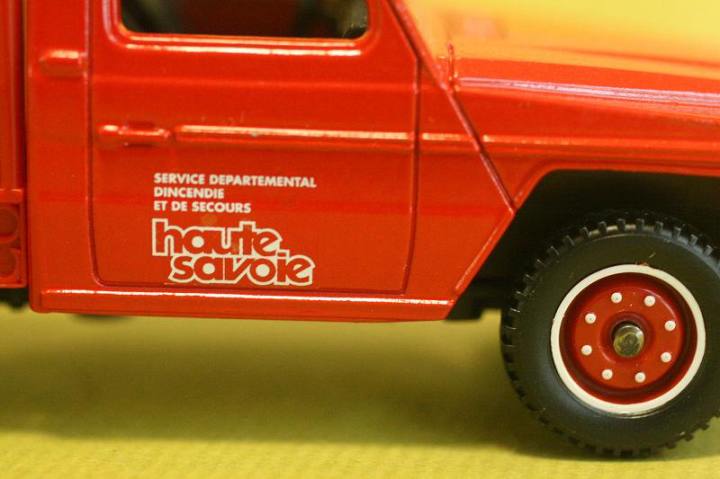 SERVICE DEPARTEMENTAL
DINCENDIE
ET DE SECOURS
haute
savoie